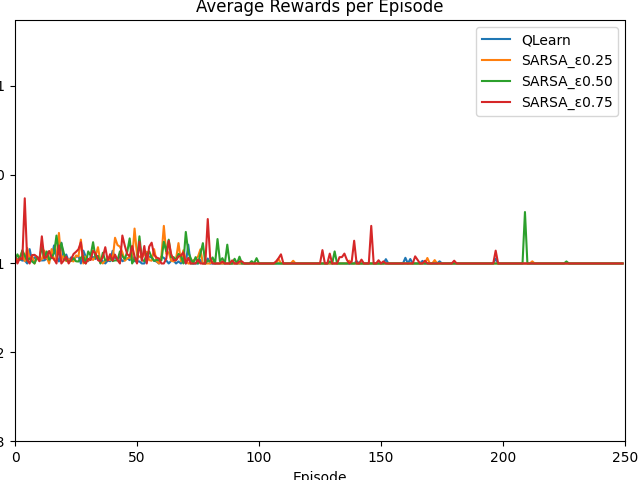 Average Rewards per Episode
QLearn
SARSA_ε0.25
SARSA_ε0.50
SARSA_ε0.75
1
0
1
2
3
0 50 100 150 200 250
Episode